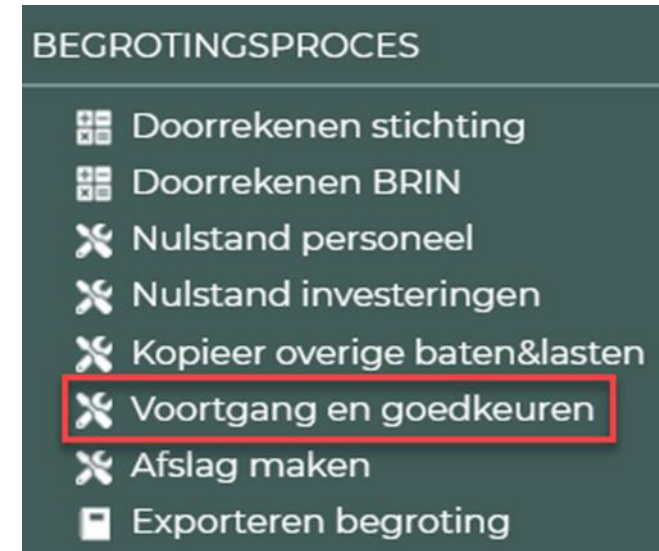 BEGROTINGSPROCES
Doorrekenen stichting
Doorrekenen BRIN
Nulstand personeel
Nulstand investeringen
Kopieer overige baten&lasten
Voortgang en goedkeuren
Afslag maken
Exporteren begroting